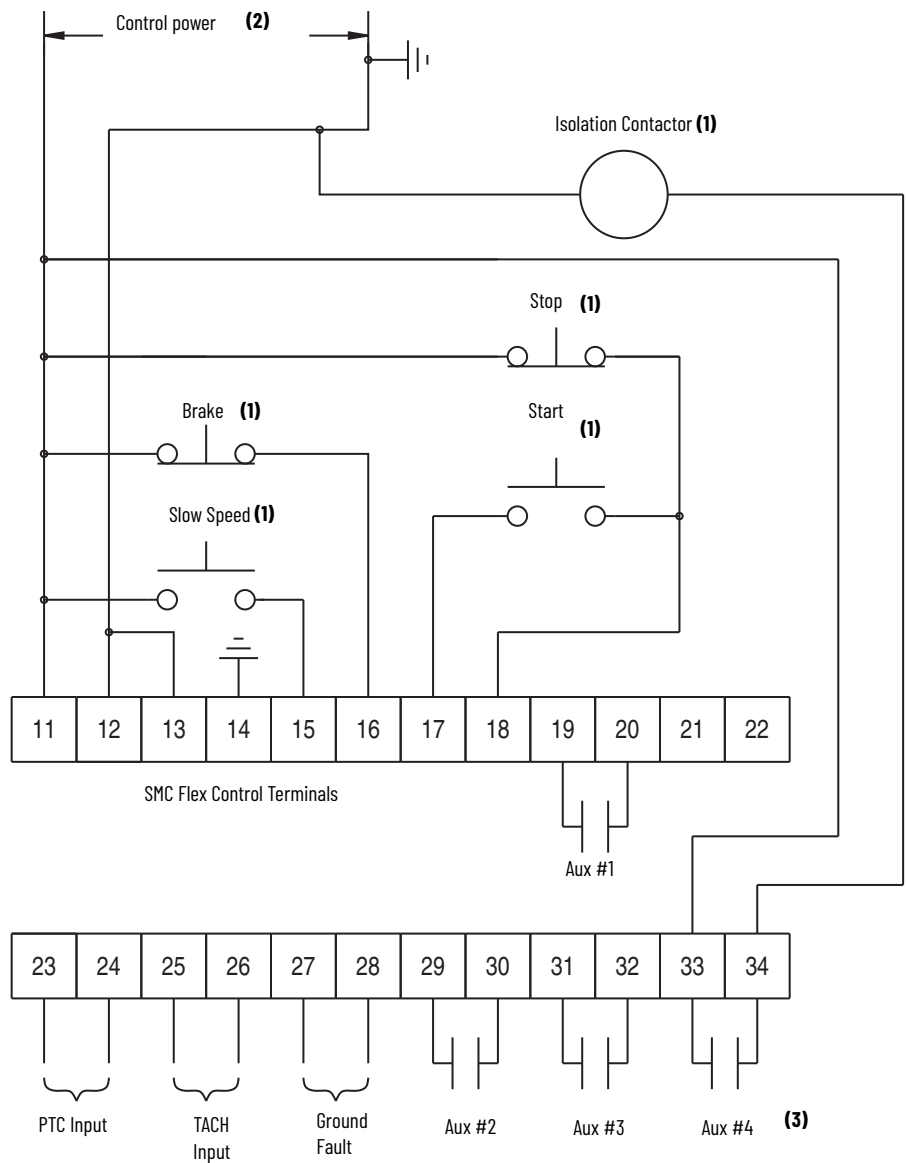 Control power (2)
Isolation Contactor (1)
Stop (1)
Brake (1)
Start
(1)
Slow Speed (1)
11 12 13 14 15 16 17 18 19 20 21 22
SMC Flex Control Terminals
Aux #1
23 24 25 26 27 28 29 30 31 32 33 34
PTC Input
TACH
Input
Ground
Fault
Aux #2
Aux #3
Aux #4 (3)